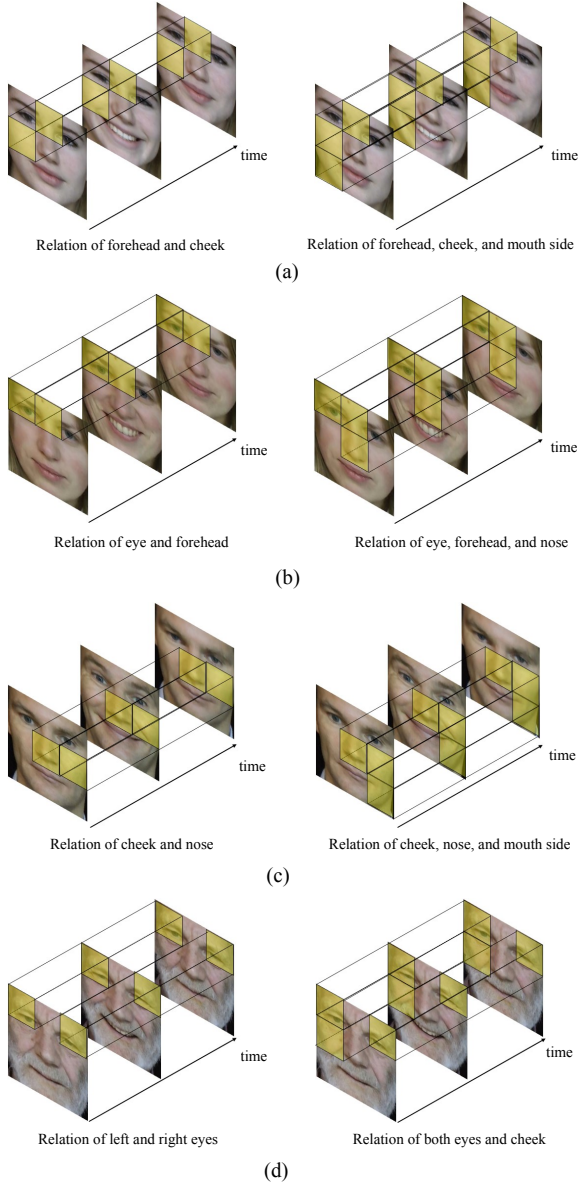 time
time
Relation of forehead and cheek
Relation of forehead, cheek, and mouth side
(a)
time
time
Relation of eye and forehead
Relation of eye, forehead, and nose
(b)
time
time
Relation of cheek and nose
Relation of cheek, nose, and mouth side
(c)
time
time
Relation of left and right eyes
Relation of both eyes and cheek
(d)